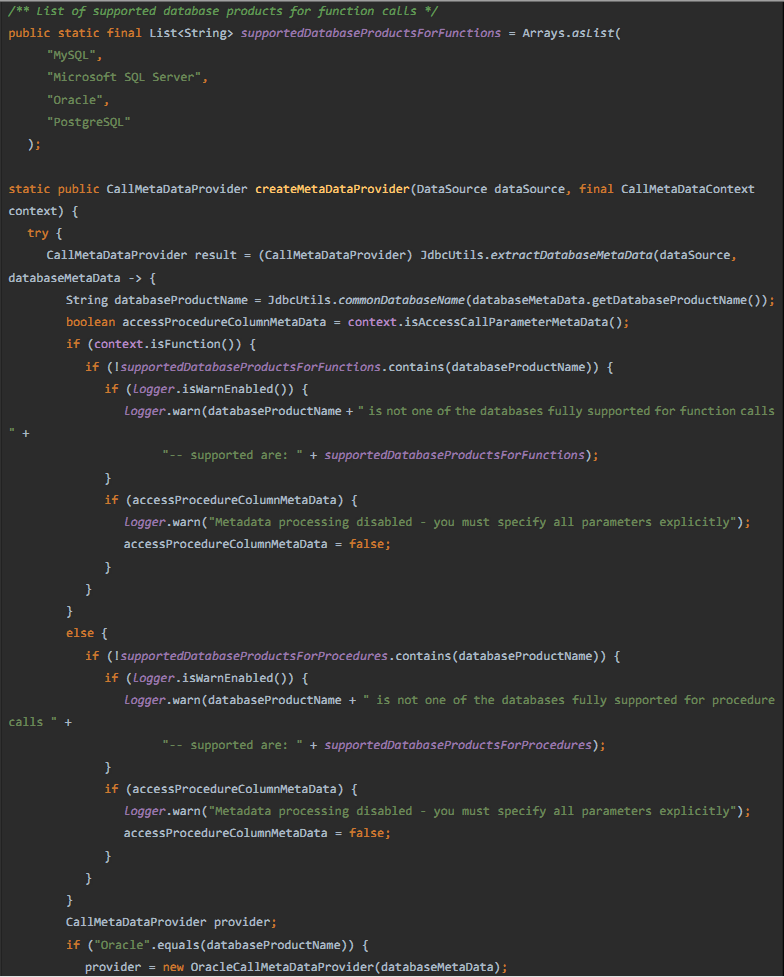 /** List of supported database products for function calls */
public static final List<String> supportedDatabaseProductsForFunctions = Arrays.asList(
"MySQL",
"Microsoft SQL Server",
"Oracle",
"PostgreSQL"
);
static public CallMetaDataProvider createMetaDataProvider(DataSource dataSource, final CallMetaDataContext
context) {
try {
CallMetaDataProvider result = (CallMetaDataProvider) JdbcUtils.extractDatabaseMetaData(dataSource,
databaseMetaData -> {
String databaseProductName = JdbcUtils.commonDatabaseName(databaseMetaData.getDatabaseProductName());
boolean accessProcedureColumnMetaData = context.isAccessCallParameterMetaData();
if (context.isFunction()) {
if (!supportedDatabaseProductsForFunctions.contains(databaseProductName)) {
if (logger.isWarnEnabled()) {
logger.warn(databaseProductName + " is not one of the databases fully supported for function calls
" +
"-- supported are: " + supportedDatabaseProductsForFunctions);
}
if (accessProcedureColumnMetaData) {
logger.warn("Metadata processing disabled - you must specify all parameters explicitly");
accessProcedureColumnMetaData = false;
}
}
}
else {
if (!supportedDatabaseProductsForProcedures.contains(databaseProductName)) {
if (logger.isWarnEnabled()) {
logger.warn(databaseProductName + " is not one of the databases fully supported for procedure
calls " +
"-- supported are: " + supportedDatabaseProductsForProcedures);
}
if (accessProcedureColumnMetaData) {
logger.warn("Metadata processing disabled - you must specify all parameters explicitly");
accessProcedureColumnMetaData = false;
}
}
}
CallMetaDataProvider provider;
if ("Oracle".equals(databaseProductName)) {
provider = new OracleCallMetaDataProvider(databaseMetaData);